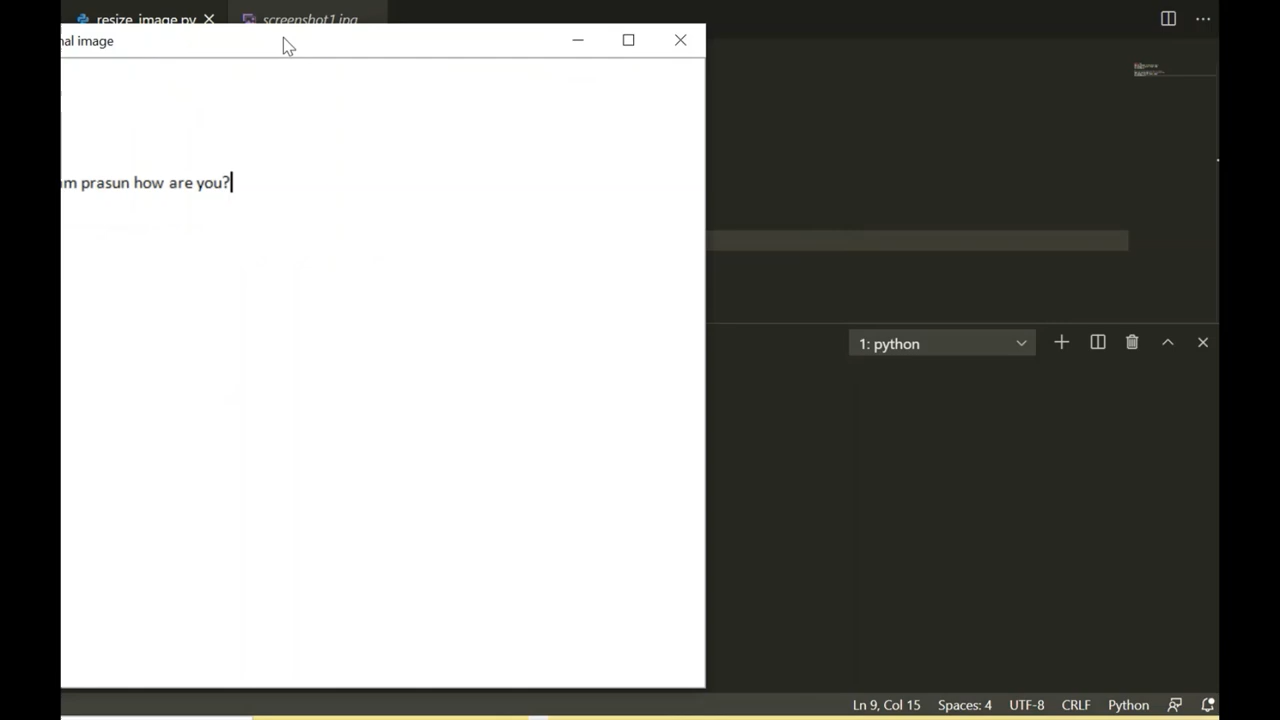 resize_image.py
screenshot1.jpg
nal image
am prasun how are you?
1: python
Ln 9, Col 15
Spaces: 4
UTF-8
CRLF
Python